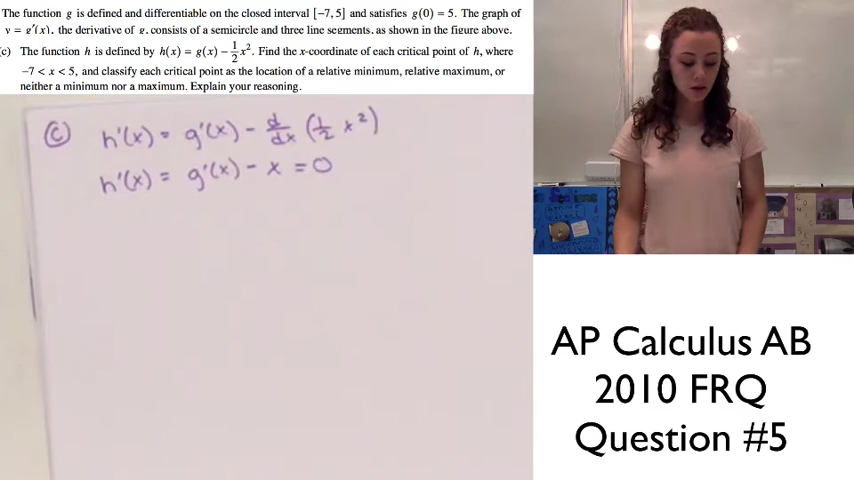 The function g is defined and differentiable on the closed interval [−7, 5] and satisfies g(0) = 5. The graph of
y = g′(x), the derivative of g, consists of a semicircle and three line segments, as shown in the figure above.
(c) The function h is defined by h(x) = g(x) − 1/2 x². Find the x-coordinate of each critical point of h, where
−7 < x < 5, and classify each critical point as the location of a relative minimum, relative maximum, or
neither a minimum nor a maximum. Explain your reasoning.
Ⓒ h'(x) = g'(x) − d/dx (1/2 x²)
h'(x) = g'(x) − x = 0
AP Calculus AB
2010 FRQ
Question #5